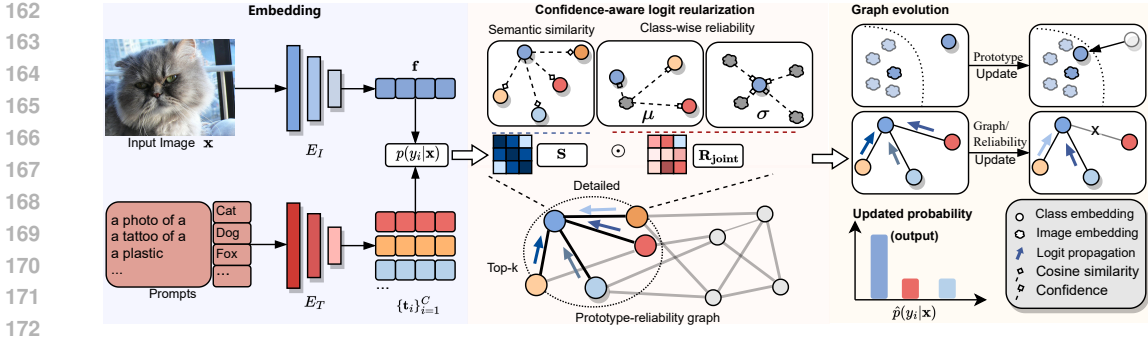 162
163
164
165
166
167
168
169
170
171
172
Embedding
Input Image x
E_I
f
p(y_i|x)
a photo of a
a tattoo of a
a plastic
...
Cat
Dog
Fox
...
Prompts
E_T
...
{t_i}_{i=1}^C
Confidence-aware logit reularization
Semantic similarity
Class-wise reliability
μ
σ
S
⊙
R_joint
Detailed
Top-k
Prototype-reliability graph
Graph evolution
Prototype
Update
Graph/
Reliability
Update
x
Updated probability
(output)
p̂(y_i|x)
Class embedding
Image embedding
Logit propagation
Cosine similarity
Confidence